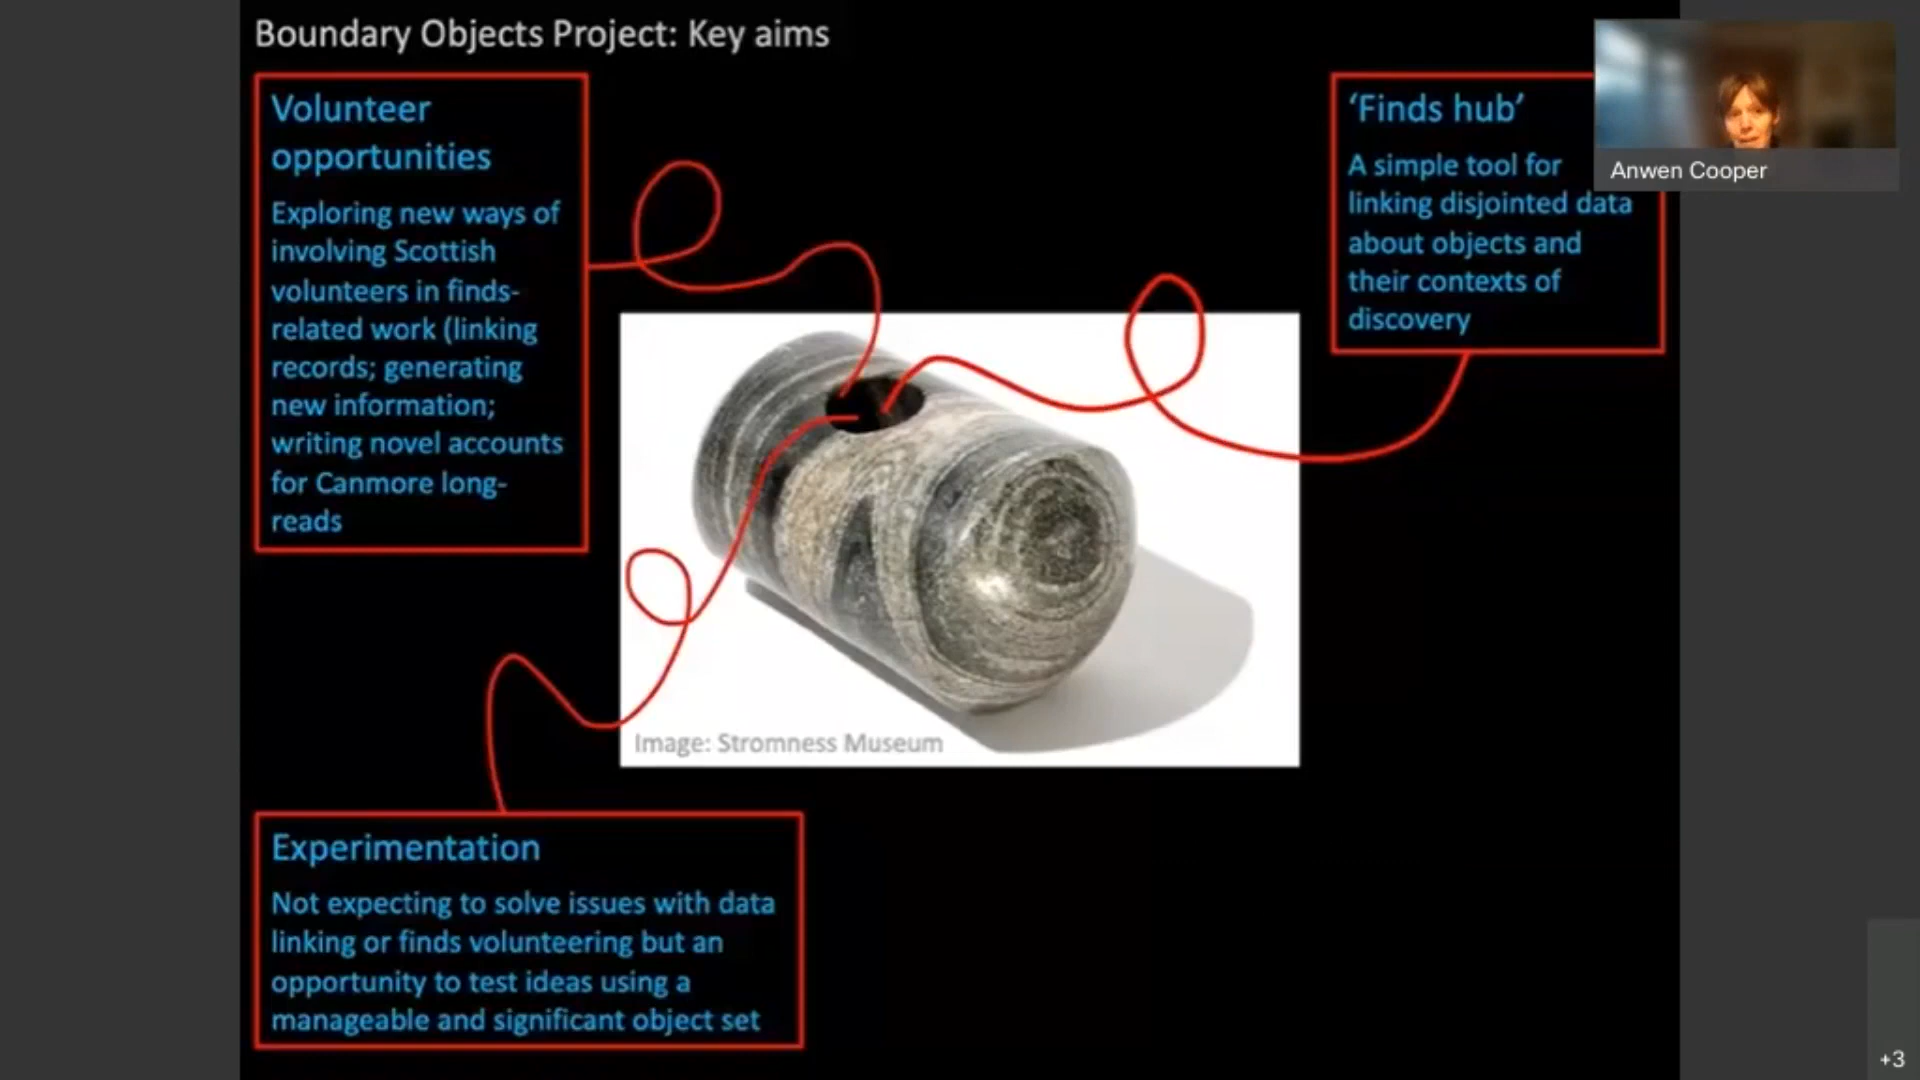 Boundary Objects Project: Key aims
Volunteer
opportunities
Exploring new ways of
involving Scottish
volunteers in finds-
related work (linking
records; generating
new information;
writing novel accounts
for Canmore long-
reads
‘Finds hub’
A simple tool for
linking disjointed data
about objects and
their contexts of
discovery
Anwen Cooper
Image: Stromness Museum
Experimentation
Not expecting to solve issues with data
linking or finds volunteering but an
opportunity to test ideas using a
manageable and significant object set
+3